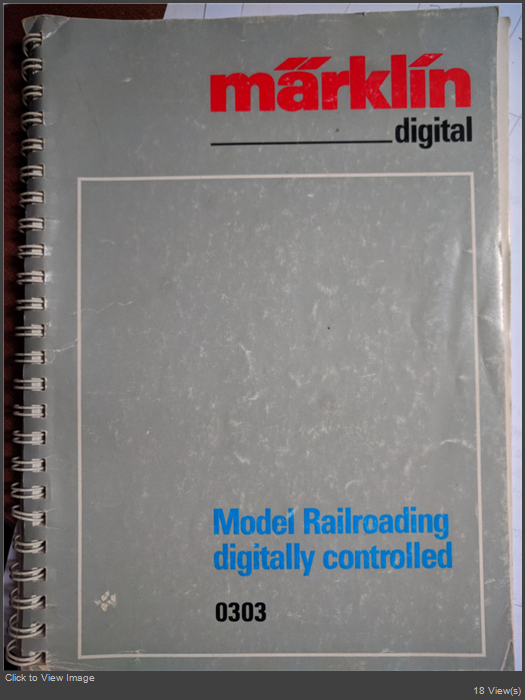 märklin
digital
Model Railroading
digitally controlled
0303
Click to View Image
18 View(s)